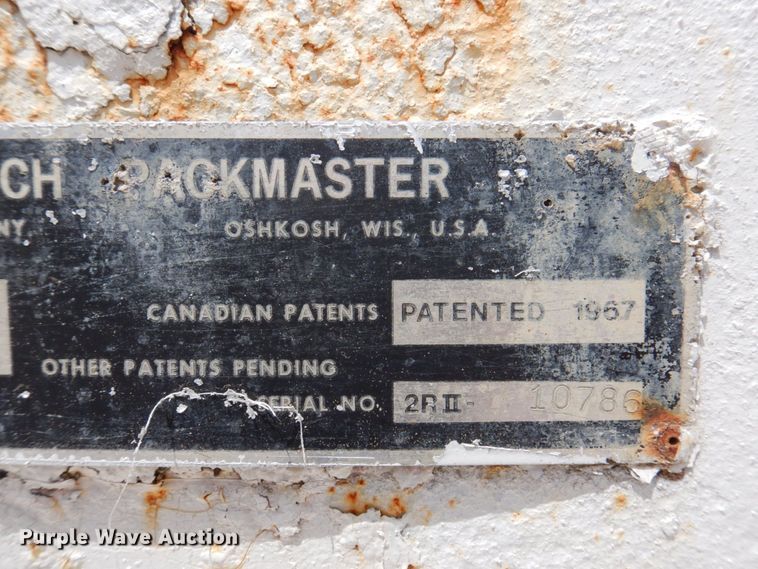 CH PACKMASTER
NY.
OSHKOSH, WIS., U.S.A.
CANADIAN PATENTS PATENTED 1967
OTHER PATENTS PENDING
SERIAL NO. 2RII- 10786
Purple Wave Auction